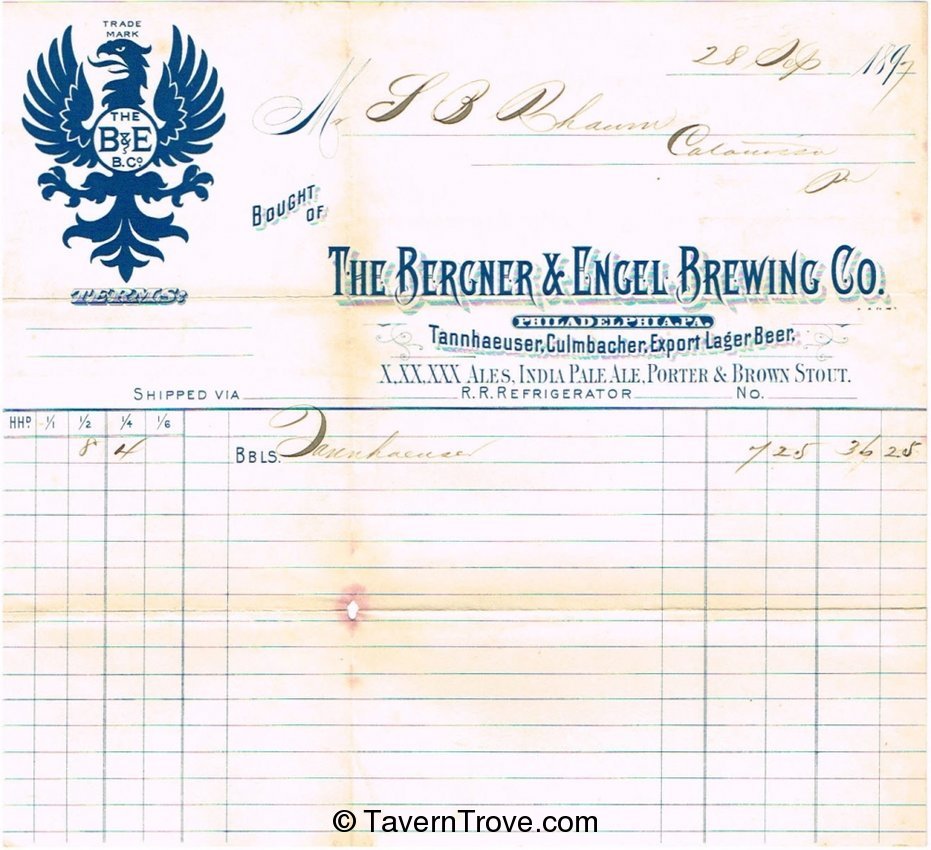 TRADE
MARK
THE
B&E
B. Co
28 Sep 1897
Mr S B Rhawn
Catawissa
Pa
BOUGHT
OF
THE BERGNER & ENGEL BREWING CO.
TERMS:
PHILADELPHIA, PA.
Tannhaeuser, Culmbacher, Export Lager Beer,
X, XX, XXX ALES, INDIA PALE ALE, PORTER & BROWN STOUT.
SHIPPED VIA R.R. REFRIGERATOR NO.
HHD. 1/1 1/2 1/4 1/6
8 4 BBLS. Tannhaeuser 7 25 36 25
© TavernTrove.com